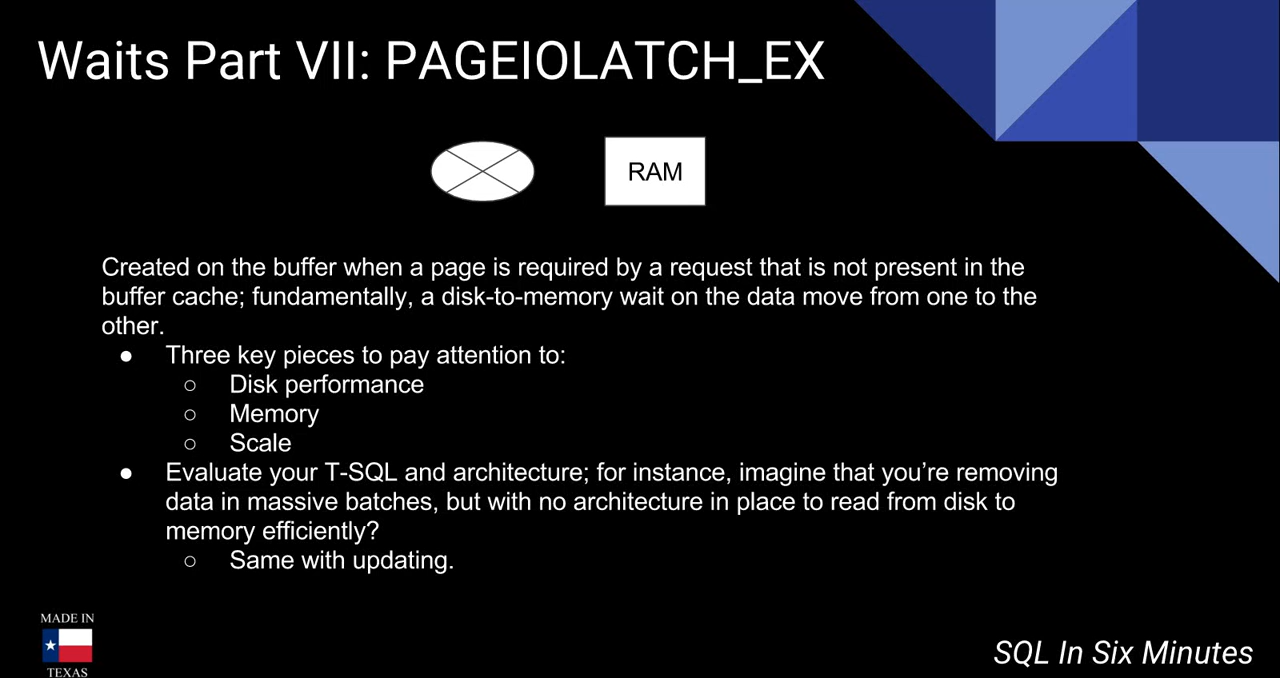 Waits Part VII: PAGEIOLATCH_EX
RAM
Created on the buffer when a page is required by a request that is not present in the
buffer cache; fundamentally, a disk-to-memory wait on the data move from one to the
other.
● Three key pieces to pay attention to:
○ Disk performance
○ Memory
○ Scale
● Evaluate your T-SQL and architecture; for instance, imagine that you’re removing
data in massive batches, but with no architecture in place to read from disk to
memory efficiently?
○ Same with updating.
MADE IN
TEXAS
SQL In Six Minutes